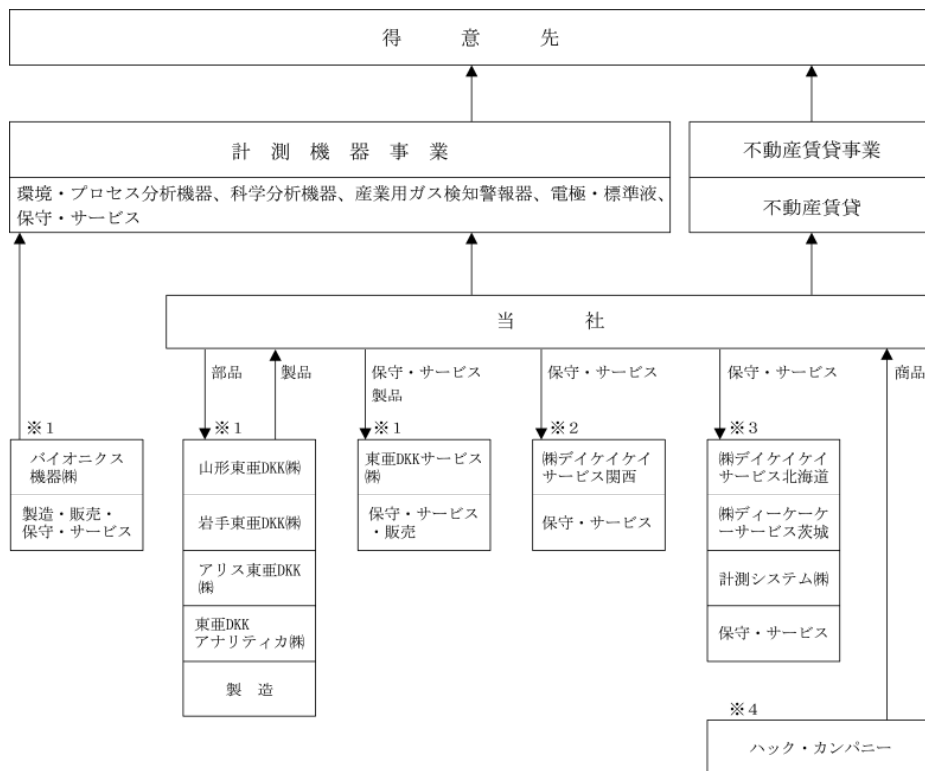 得意先
計測機器事業
不動産賃貸事業
環境・プロセス分析機器、科学分析機器、産業用ガス検知警報器、電極・標準液、
保守・サービス
不動産賃貸
当社
部品
製品
保守・サービス
製品
保守・サービス
保守・サービス
商品
※1
バイオニクス
機器㈱
製造・販売・
保守・サービス
※1
山形東亜DKK㈱
岩手東亜DKK㈱
アリス東亜DKK
㈱
東亜DKK
アナリティカ㈱
製造
※1
東亜DKKサービス
㈱
保守・サービス
・販売
※2
㈱デイケイケイ
サービス関西
保守・サービス
※3
㈱デイケイケイ
サービス北海道
㈱ディーケーケ
ーサービス茨城
計測システム㈱
保守・サービス
※4
ハック・カンパニー